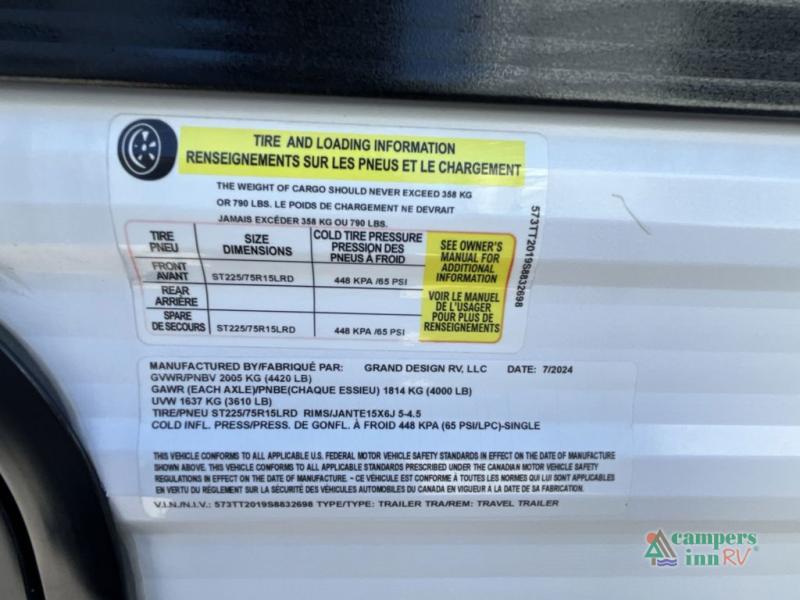 TIRE AND LOADING INFORMATION
RENSEIGNEMENTS SUR LES PNEUS ET LE CHARGEMENT
THE WEIGHT OF CARGO SHOULD NEVER EXCEED 358 KG
OR 790 LBS. LE POIDS DE CHARGEMENT NE DEVRAIT
JAMAIS EXCÉDER 358 KG OU 790 LBS.
TIRE
PNEU
SIZE
DIMENSIONS
COLD TIRE PRESSURE
PRESSION DES
PNEUS À FROID
FRONT
AVANT
ST225/75R15LRD
448 KPA /65 PSI
REAR
ARRIÈRE
SPARE
DE SECOURS
ST225/75R15LRD
448 KPA /65 PSI
SEE OWNER'S
MANUAL FOR
ADDITIONAL
INFORMATION
VOIR LE MANUEL
DE L'USAGER
POUR PLUS DE
RENSEIGNEMENTS
573TT2019S8832698
MANUFACTURED BY/FABRIQUÉ PAR: GRAND DESIGN RV, LLC DATE: 7/2024
GVWR/PNBV 2005 KG (4420 LB)
GAWR (EACH AXLE)/PNBE(CHAQUE ESSIEU) 1814 KG (4000 LB)
UVW 1637 KG (3610 LB)
TIRE/PNEU ST225/75R15LRD RIMS/JANTE15X6J 5-4.5
COLD INFL. PRESS/PRESS. DE GONFL. À FROID 448 KPA (65 PSI/LPC)-SINGLE
THIS VEHICLE CONFORMS TO ALL APPLICABLE U.S. FEDERAL MOTOR VEHICLE SAFETY STANDARDS IN EFFECT ON THE DATE OF MANUFACTURE
SHOWN ABOVE. THIS VEHICLE CONFORMS TO ALL APPLICABLE STANDARDS PRESCRIBED UNDER THE CANADIAN MOTOR VEHICLE SAFETY
REGULATIONS IN EFFECT ON THE DATE OF MANUFACTURE. - CE VÉHICULE EST CONFORME À TOUTES LES NORMES QUI LUI SONT APPLICABLES
EN VERTU DU RÈGLEMENT SUR LA SÉCURITÉ DES VÉHICULES AUTOMOBILES DU CANADA EN VIGUEUR A LA DATE DE SA FABRICATION.
V.I.N./N.I.V.: 573TT2019S8832698 TYPE/TYPE: TRAILER TRA/REM: TRAVEL TRAILER
campers
inn RV®